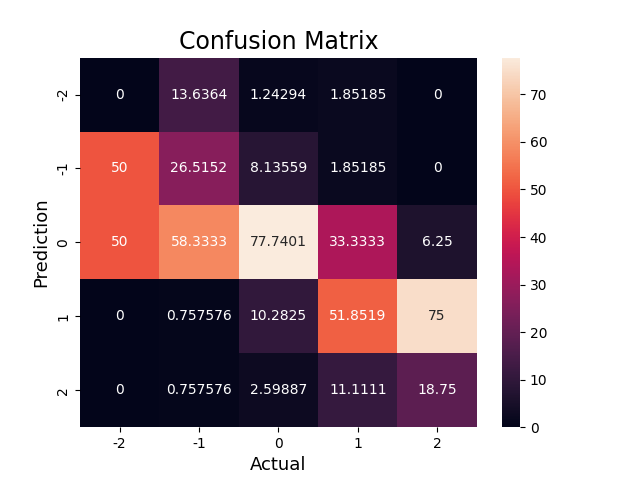 Confusion Matrix
-2 0 13.6364 1.24294 1.85185 0
-1 50 26.5152 8.13559 1.85185 0
0 50 58.3333 77.7401 33.3333 6.25
1 0 0.757576 10.2825 51.8519 75
2 0 0.757576 2.59887 11.1111 18.75
-2 -1 0 1 2
Prediction
Actual
70
60
50
40
30
20
10
0